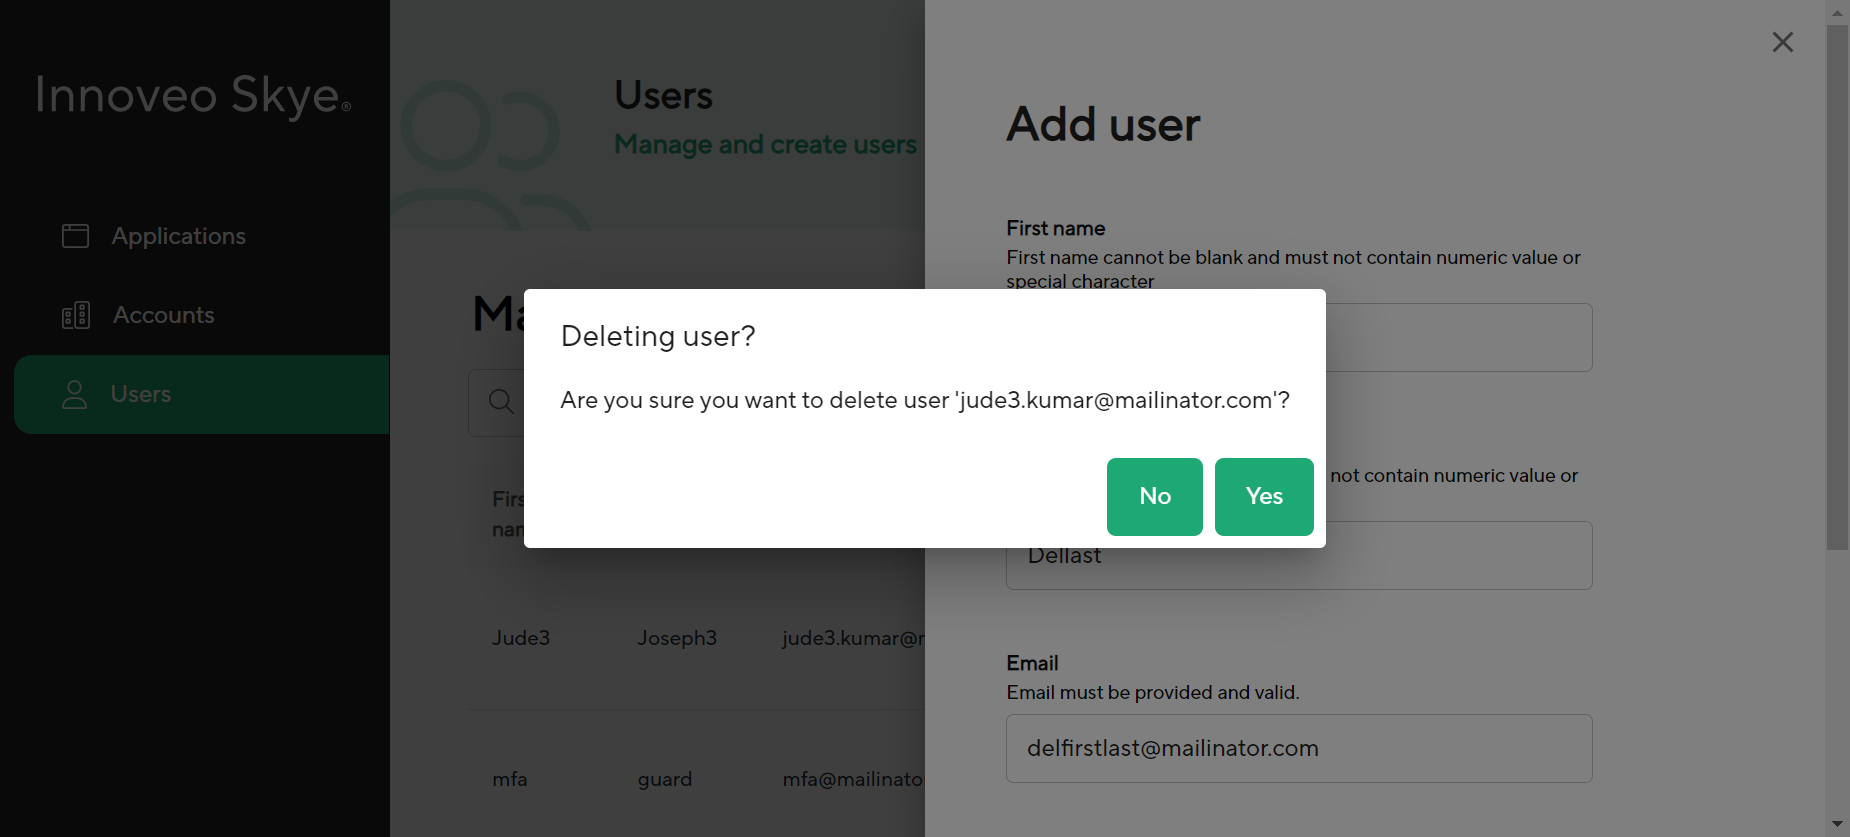 Innoveo Skye®
Applications
Accounts
Users
Users
Manage and create users
Add user
First name
First name cannot be blank and must not contain numeric value or
special character
Deleting user?
Are you sure you want to delete user 'jude3.kumar@mailinator.com'?
No
Yes
not contain numeric value or
Dellast
Email
Email must be provided and valid.
delfirstlast@mailinator.com
Jude3 Joseph3 jude3.kumar@
mfa guard mfa@mailinato